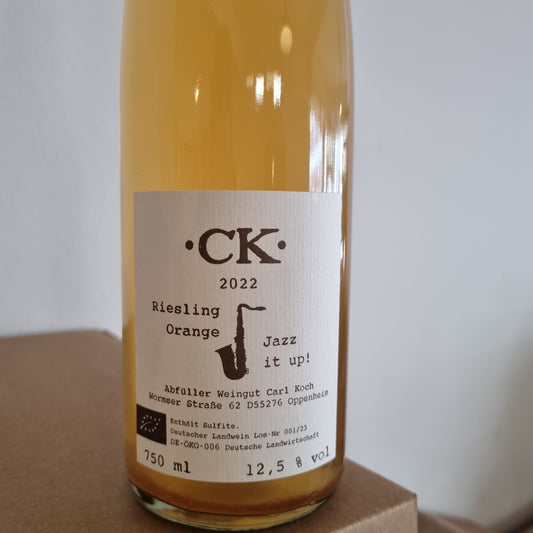 ·CK·
2022
Riesling
Orange
Jazz
it up!
Abfüller Weingut Carl Koch
Wormser Straße 62 D55276 Oppenheim
Enthält Sulfite.
Deutscher Landwein Los-Nr 001/23
DE-ÖKO-006 Deutsche Landwirtschaft
750 ml 12,5 % vol